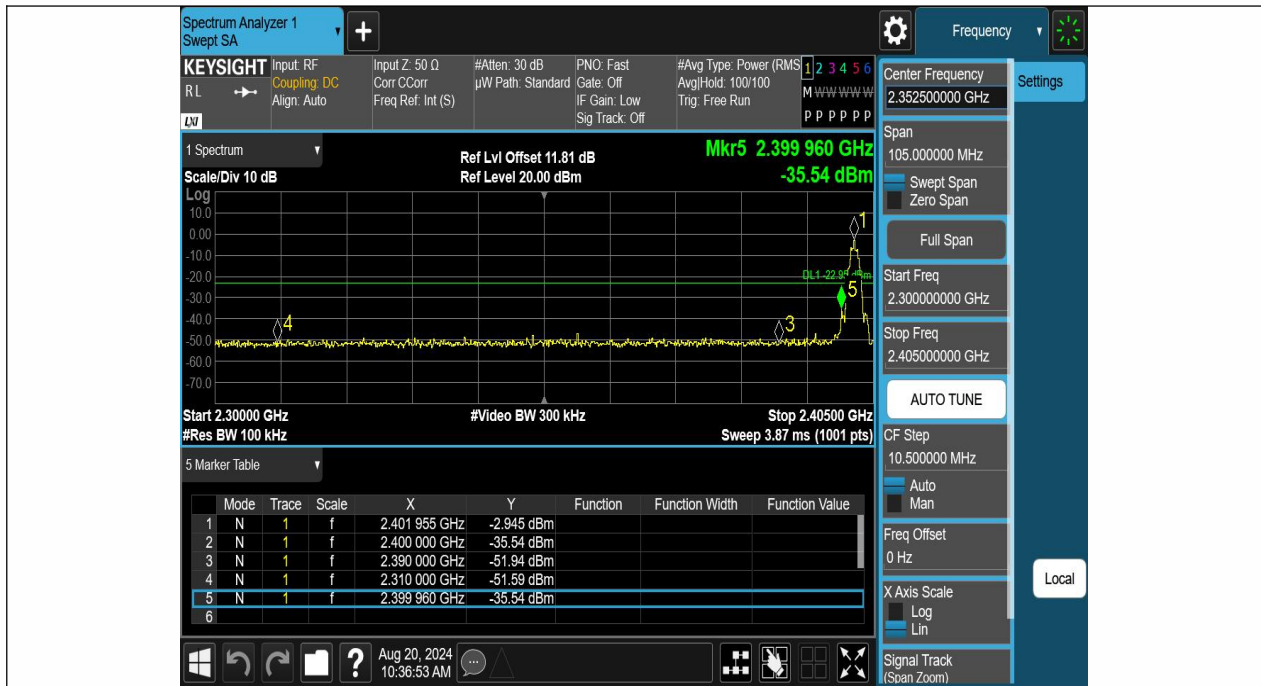 Spectrum Analyzer 1
Swept SA
+
Frequency
KEYSIGHT
RL
LXI
Input: RF
Coupling: DC
Align: Auto
Input Z: 50 Ω
Corr CCorr
Freq Ref: Int (S)
#Atten: 30 dB
µW Path: Standard
PNO: Fast
Gate: Off
IF Gain: Low
Sig Track: Off
#Avg Type: Power (RMS
Avg|Hold: 100/100
Trig: Free Run
1 2 3 4 5 6
M W W W W W
P P P P P P
1 Spectrum
Scale/Div 10 dB
Ref Lvl Offset 11.81 dB
Ref Level 20.00 dBm
Mkr5 2.399 960 GHz
-35.54 dBm
Log
10.0
0.00
-10.0
-20.0
-30.0
-40.0
-50.0
-60.0
-70.0
1
DL1 -22.95 dBm
5
4
3
Start 2.30000 GHz
#Video BW 300 kHz
Stop 2.40500 GHz
#Res BW 100 kHz
Sweep 3.87 ms (1001 pts)
5 Marker Table
Mode Trace Scale X Y Function Function Width Function Value
1 N 1 f 2.401 955 GHz -2.945 dBm
2 N 1 f 2.400 000 GHz -35.54 dBm
3 N 1 f 2.390 000 GHz -51.94 dBm
4 N 1 f 2.310 000 GHz -51.59 dBm
5 N 1 f 2.399 960 GHz -35.54 dBm
6
?
Aug 20, 2024
10:36:53 AM
Center Frequency
2.352500000 GHz
Settings
Span
105.000000 MHz
Swept Span
Zero Span
Full Span
Start Freq
2.300000000 GHz
Stop Freq
2.405000000 GHz
AUTO TUNE
CF Step
10.500000 MHz
Auto
Man
Freq Offset
0 Hz
Local
X Axis Scale
Log
Lin
Signal Track
(Span Zoom)